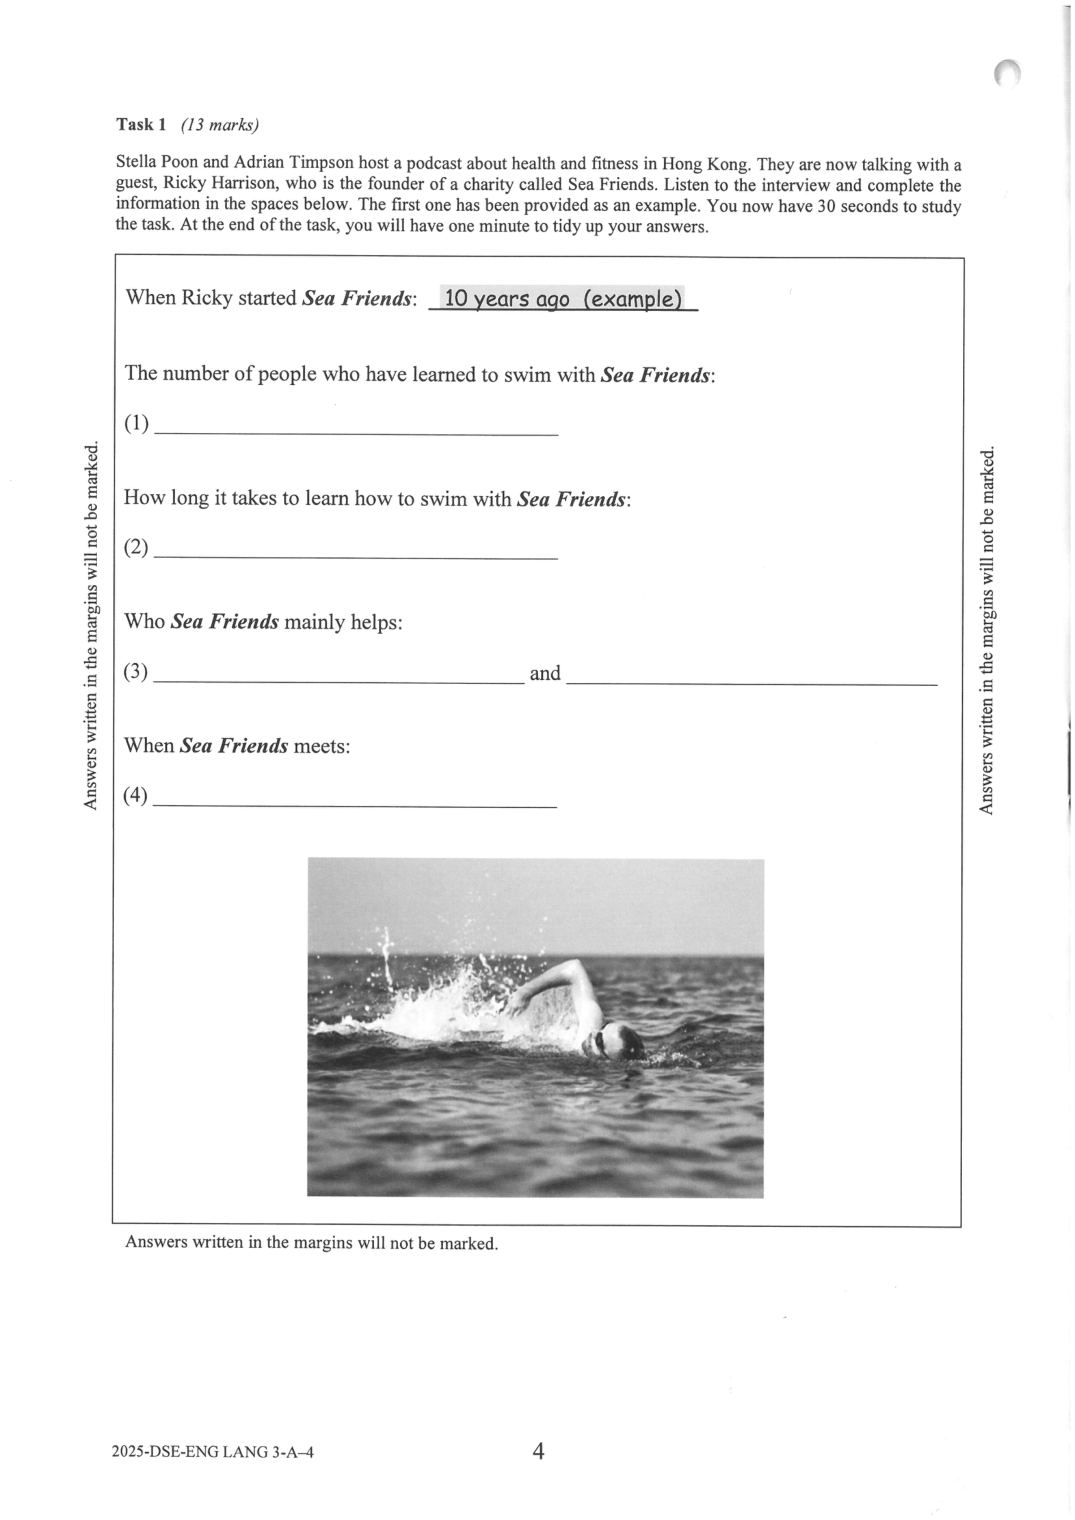 Task 1 (13 marks)
Stella Poon and Adrian Timpson host a podcast about health and fitness in Hong Kong. They are now talking with a
guest, Ricky Harrison, who is the founder of a charity called Sea Friends. Listen to the interview and complete the
information in the spaces below. The first one has been provided as an example. You now have 30 seconds to study
the task. At the end of the task, you will have one minute to tidy up your answers.
When Ricky started Sea Friends: 10 years ago (example)
The number of people who have learned to swim with Sea Friends:
(1)
How long it takes to learn how to swim with Sea Friends:
(2)
Who Sea Friends mainly helps:
(3) and
When Sea Friends meets:
(4)
Answers written in the margins will not be marked.
Answers written in the margins will not be marked.
Answers written in the margins will not be marked.
2025-DSE-ENG LANG 3-A–4
4